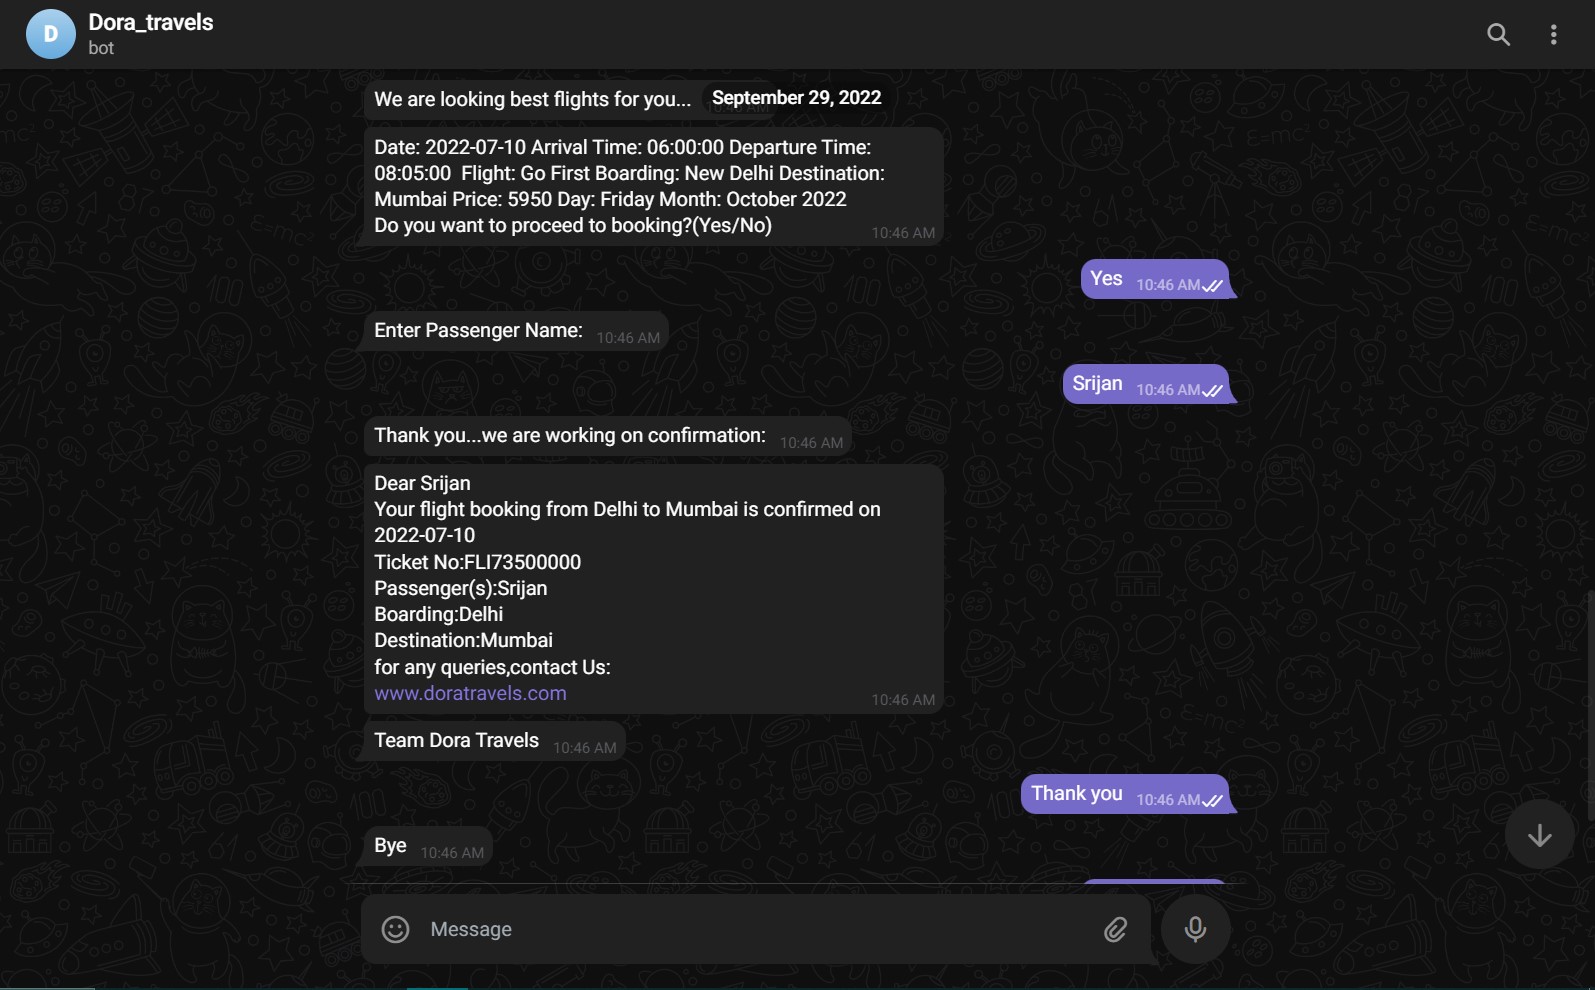 D
Dora_travels
bot
September 29, 2022
We are looking best flights for you...
Date: 2022-07-10 Arrival Time: 06:00:00 Departure Time:
08:05:00  Flight: Go First Boarding: New Delhi Destination:
Mumbai Price: 5950 Day: Friday Month: October 2022
Do you want to proceed to booking?(Yes/No) 10:46 AM
Yes 10:46 AM
Enter Passenger Name: 10:46 AM
Srijan 10:46 AM
Thank you...we are working on confirmation: 10:46 AM
Dear Srijan
Your flight booking from Delhi to Mumbai is confirmed on
2022-07-10
Ticket No:FLI73500000
Passenger(s):Srijan
Boarding:Delhi
Destination:Mumbai
for any queries,contact Us:
www.doratravels.com 10:46 AM
Team Dora Travels 10:46 AM
Thank you 10:46 AM
Bye 10:46 AM
Message